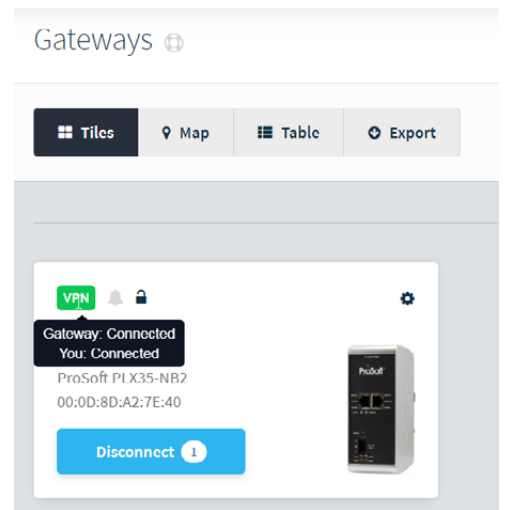 Gateways
Tiles
Map
Table
Export
VPN
Gateway: Connected
You: Connected
ProSoft PLX35-NB2
00:0D:8D:A2:7E:40
ProSoft
Disconnect 1